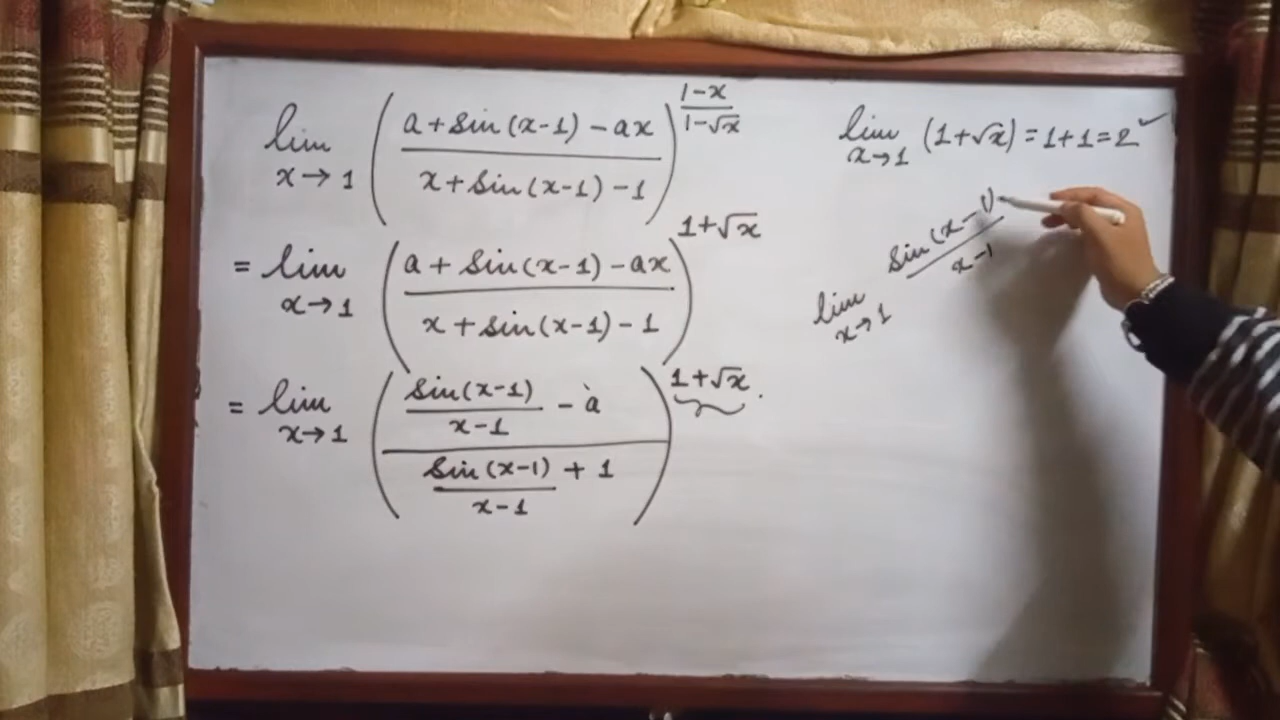 lim x→1 ( (a + sin(x-1) - ax) / (x + sin(x-1) - 1) )^((1-x)/(1-√x))
= lim x→1 ( (a + sin(x-1) - ax) / (x + sin(x-1) - 1) )^(1+√x)
= lim x→1 ( (sin(x-1)/(x-1) - a) / (sin(x-1)/(x-1) + 1) )^(1+√x) .
lim x→1 (1+√x) = 1+1 = 2 ✓
lim x→1 sin(x-1)/(x-1)